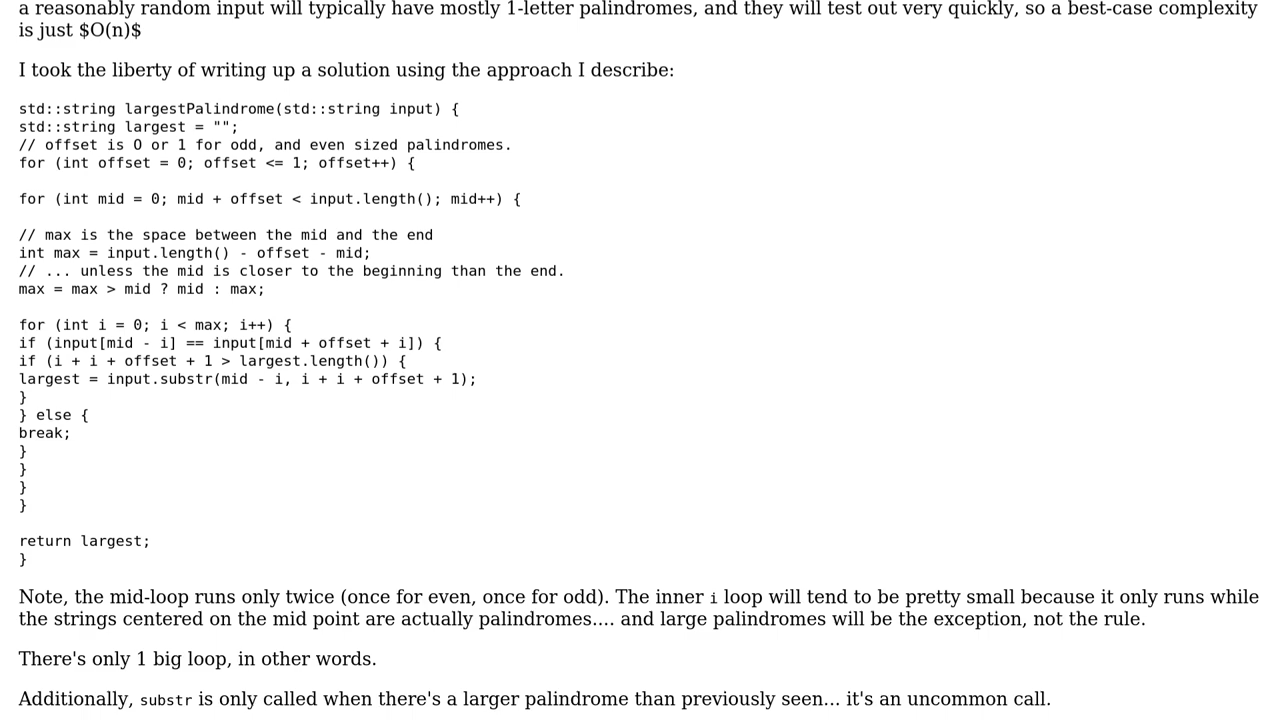 a reasonably random input will typically have mostly 1-letter palindromes, and they will test out very quickly, so a best-case complexity
is just $O(n)$
I took the liberty of writing up a solution using the approach I describe:
std::string largestPalindrome(std::string input) {
std::string largest = "";
// offset is 0 or 1 for odd, and even sized palindromes.
for (int offset = 0; offset <= 1; offset++) {
for (int mid = 0; mid + offset < input.length(); mid++) {
// max is the space between the mid and the end
int max = input.length() - offset - mid;
// ... unless the mid is closer to the beginning than the end.
max = max > mid ? mid : max;
for (int i = 0; i < max; i++) {
if (input[mid - i] == input[mid + offset + i]) {
if (i + i + offset + 1 > largest.length()) {
largest = input.substr(mid - i, i + i + offset + 1);
}
} else {
break;
}
}
}
}
return largest;
}
Note, the mid-loop runs only twice (once for even, once for odd). The inner i loop will tend to be pretty small because it only runs while
the strings centered on the mid point are actually palindromes.... and large palindromes will be the exception, not the rule.
There's only 1 big loop, in other words.
Additionally, substr is only called when there's a larger palindrome than previously seen... it's an uncommon call.